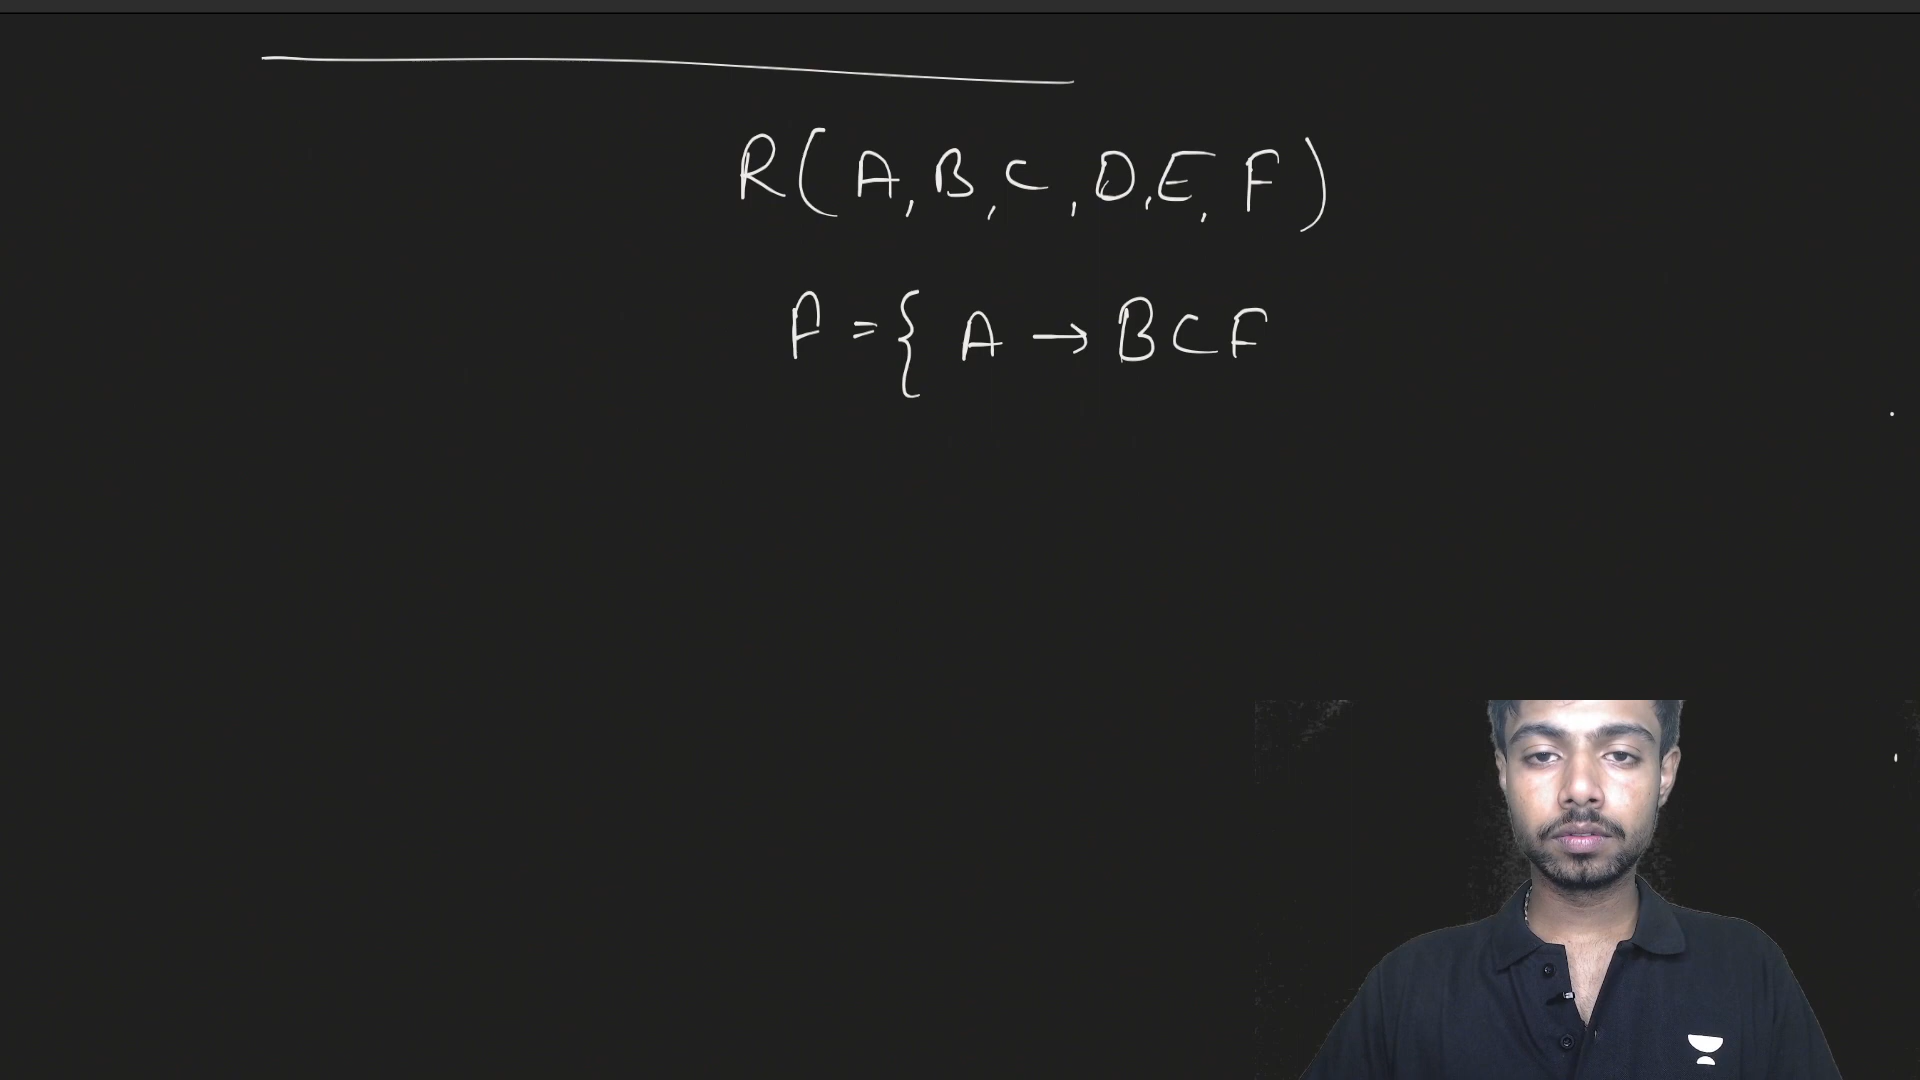 R(A,B,C,D,E,F)
F={ A → BCF